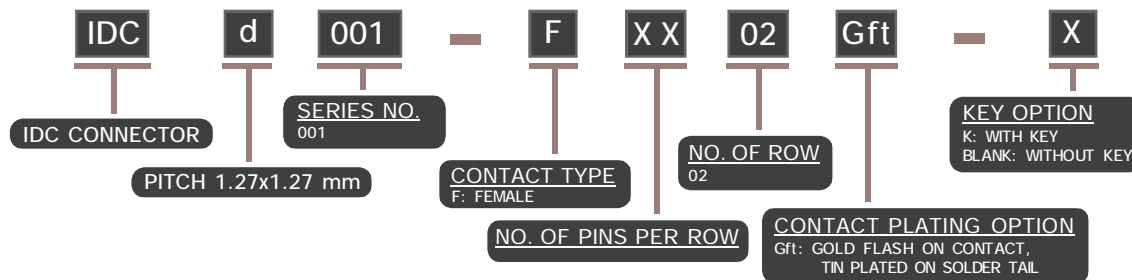 IDC d 001 - F XX 02 Gft - X
SERIES NO.
001
IDC CONNECTOR
PITCH 1.27x1.27 mm
CONTACT TYPE
F: FEMALE
NO. OF PINS PER ROW
NO. OF ROW
02
CONTACT PLATING OPTION
Gft: GOLD FLASH ON CONTACT,
TIN PLATED ON SOLDER TAIL
KEY OPTION
K: WITH KEY
BLANK: WITHOUT KEY